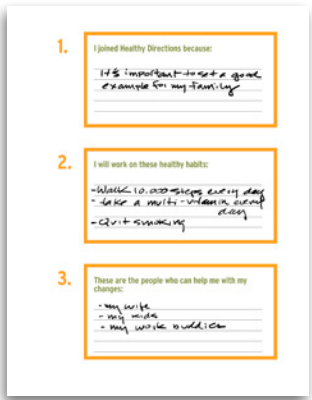 1.
I joined Healthy Directions because:
It's important to set a good
example for my family
2.
I will work on these healthy habits:
- Walk 10,000 steps every day
- take a multi-vitamin every
day
- Quit smoking
3.
These are the people who can help me with my
changes:
- my wife
- my kids
- my work buddies